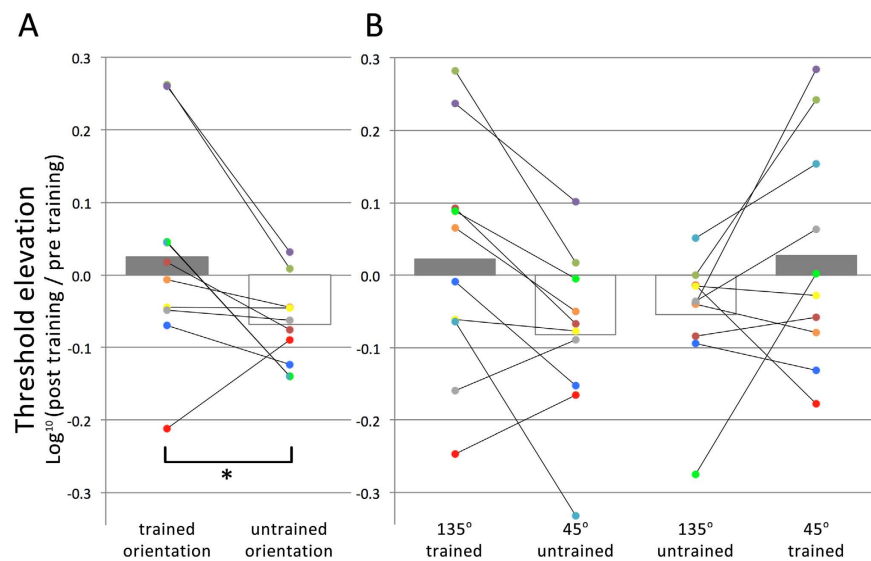 A
B
Threshold elevation
Log10 (post training / pre training)
0.3
0.2
0.1
0.0
-0.1
-0.2
-0.3
*
trained
orientation
untrained
orientation
0.3
0.2
0.1
0.0
-0.1
-0.2
-0.3
135°
trained
45°
untrained
135°
untrained
45°
trained